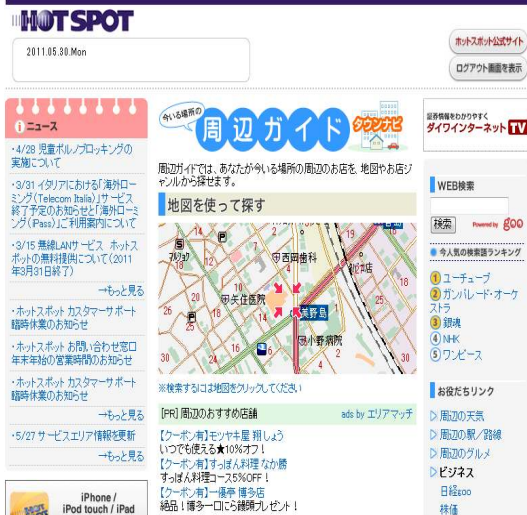 HOT SPOT
2011.05.30.Mon
ホットスポット公式サイト
ログアウト画面を表示
ニュース
・4/28 児童ポルノブロッキングの
実施について
・3/31 イタリアにおける「海外ロー
ミング(Telecom Italia)」サービス
終了予定のお知らせと「海外ローミ
ング(iPass)」ご利用案内について
・3/15 無線LANサービス ホットス
ポットの無料提供について(2011
年3月31日終了)
→もっと見る
・ホットスポット カスタマーサポート
臨時休業のお知らせ
・ホットスポット お問い合わせ窓口
年末年始の営業時間のお知らせ
・ホットスポット カスタマーサポート
臨時休業のお知らせ
→もっと見る
・5/27 サービスエリア情報を更新
→もっと見る
iPhone /
iPod touch / iPad
今いる場所の
周辺ガイド
タウンナビ
周辺ガイドでは、あなたが今いる場所の周辺のお店を、地図やお店ジ
ャンルから探せます。
地図を使って探す
西岡歯科
矢住医院
美野島
小野病院
※検索するには地図をクリックしてください
[PR] 周辺のおすすめ店舗
ads by エリアマッチ
【クーポン有】モツヤキ屋 翔しょう
いつでも使える★10%オフ!
【クーポン有】すっぽん料理 なか勝
すっぽん料理コース5%OFF!
【クーポン有】一優亭 博多店
絶品!博多一口にら饅頭プレゼント!
証券情報をわかりやすく
ダイワインターネットTV
WEB検索
検索
Powered by goo
今人気の検索語ランキング
1 ユーチューブ
2 ガンパレード・オーケ
ストラ
3 銀魂
4 NHK
5 ワンピース
お役だちリンク
周辺の天気
周辺の駅/路線
周辺のグルメ
ビジネス
日経500
株価